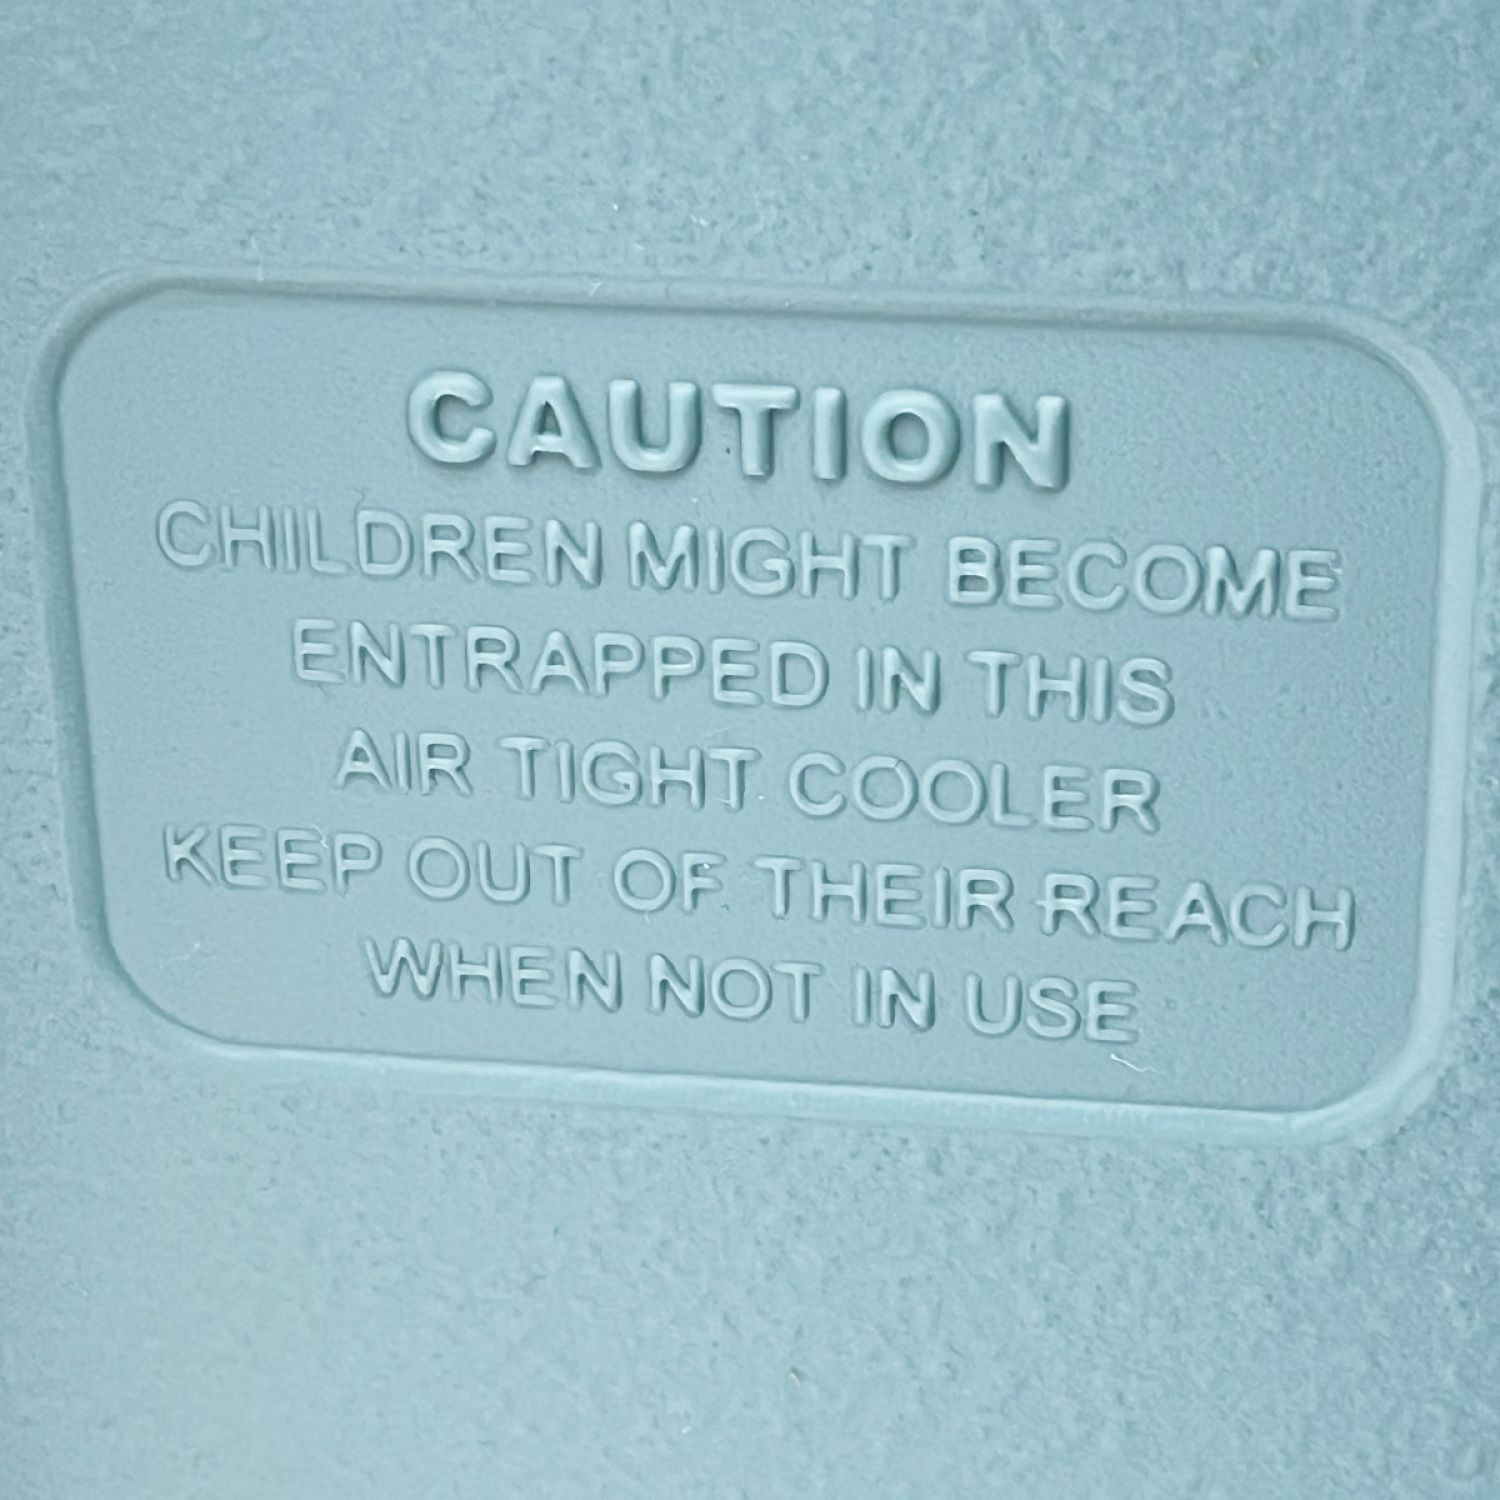 CAUTION
CHILDREN MIGHT BECOME
ENTRAPPED IN THIS
AIR TIGHT COOLER
KEEP OUT OF THEIR REACH
WHEN NOT IN USE